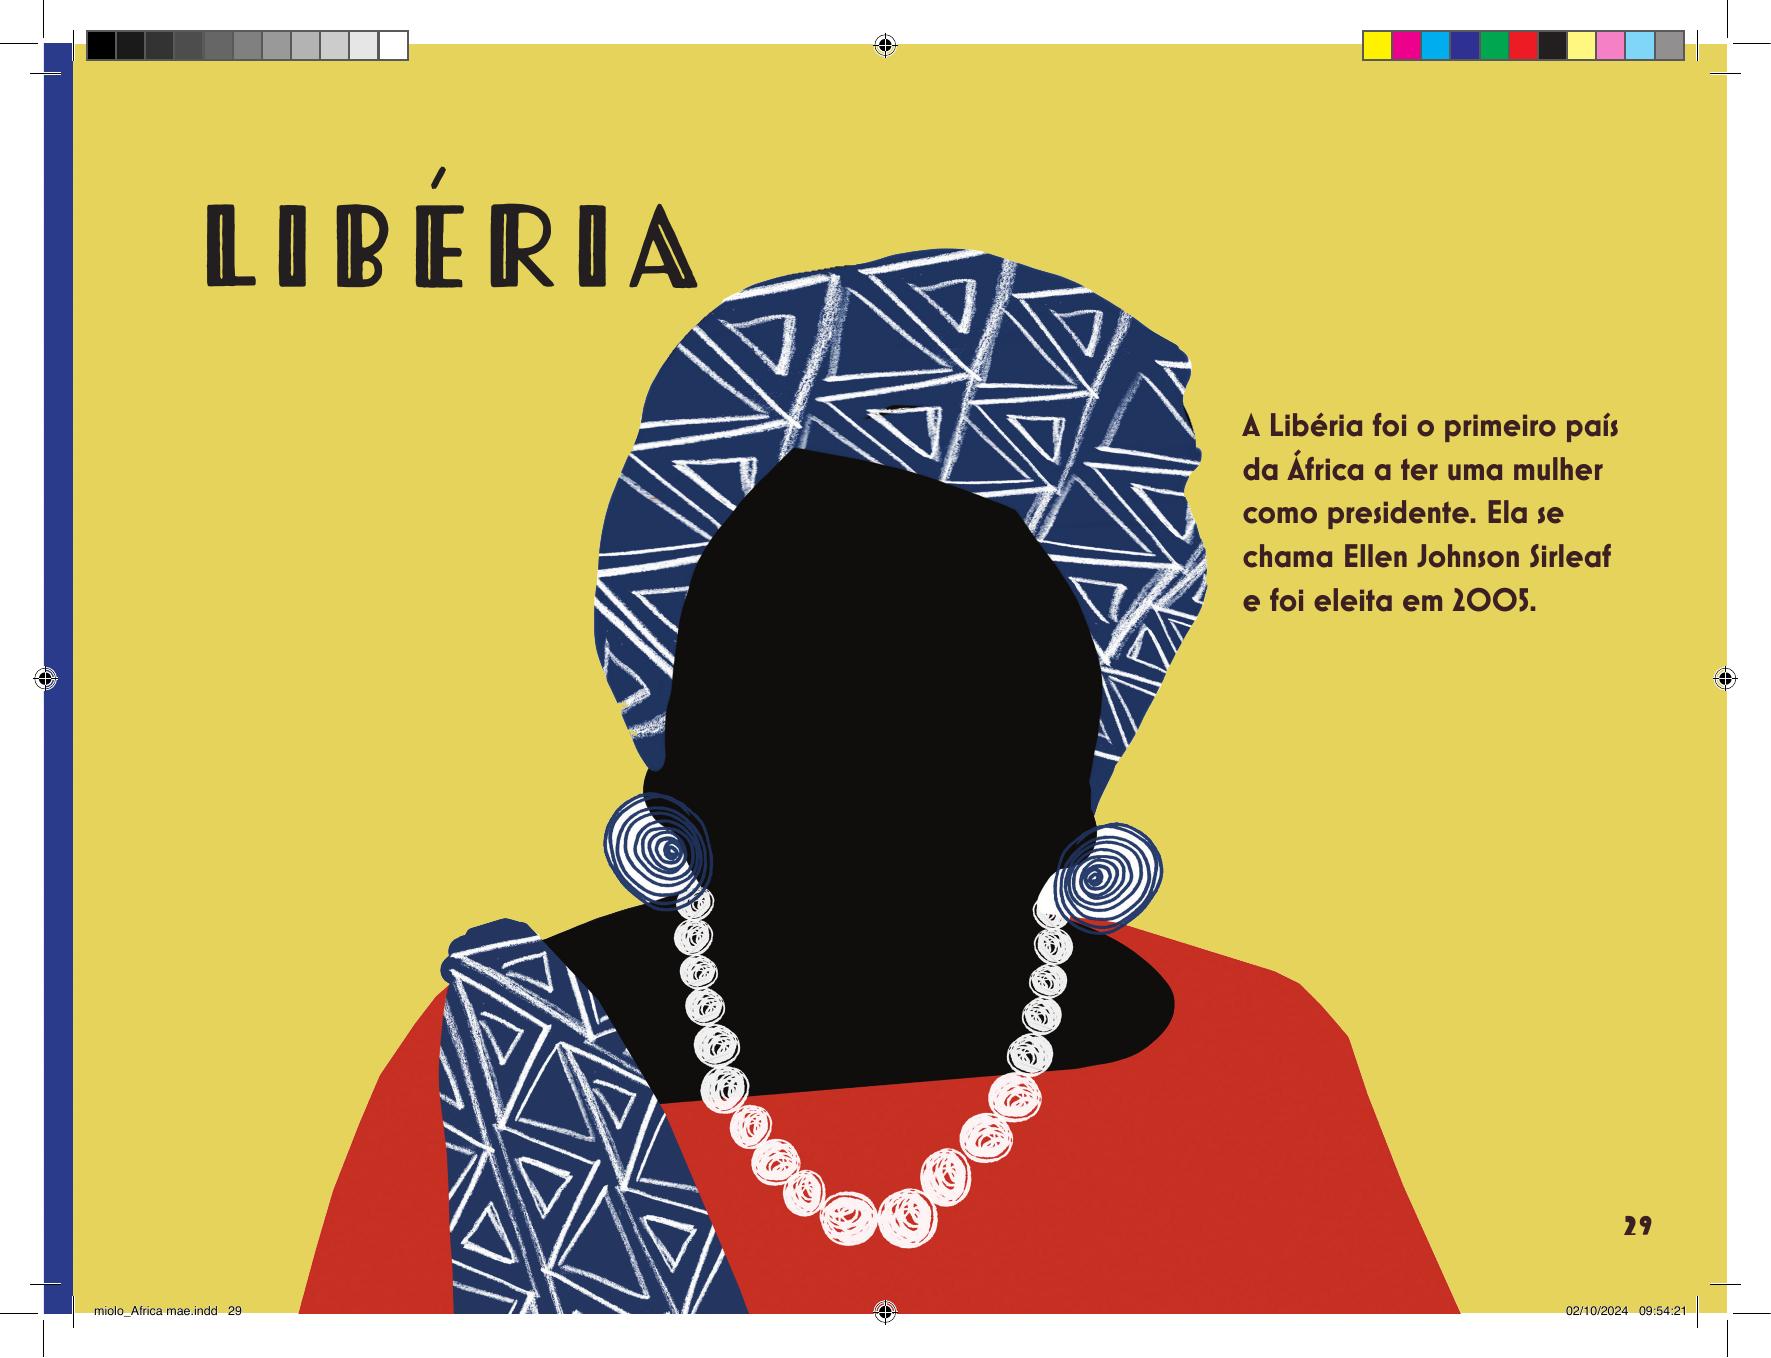 LIBÉRIA
A Libéria foi o primeiro país
da África a ter uma mulher
como presidente. Ela se
chama Ellen Johnson Sirleaf
e foi eleita em 2005.
29
miolo_Africa mae.indd   29
02/10/2024   09:54:21